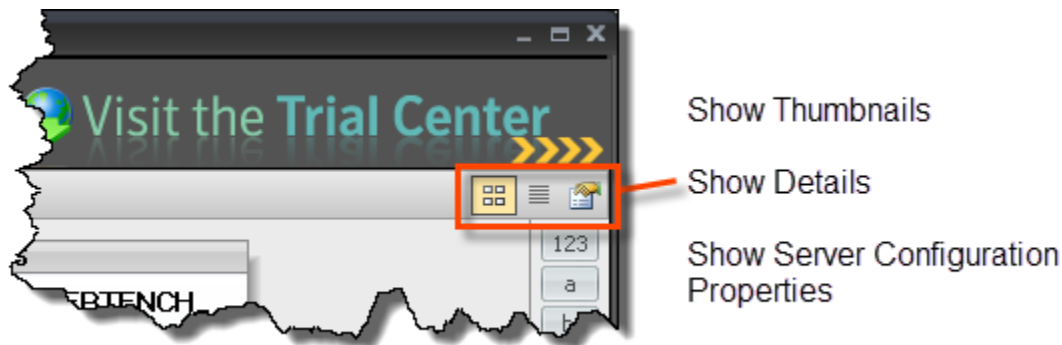 Visit the Trial Center
Show Thumbnails
Show Details
123
Show Server Configuration
Properties
a